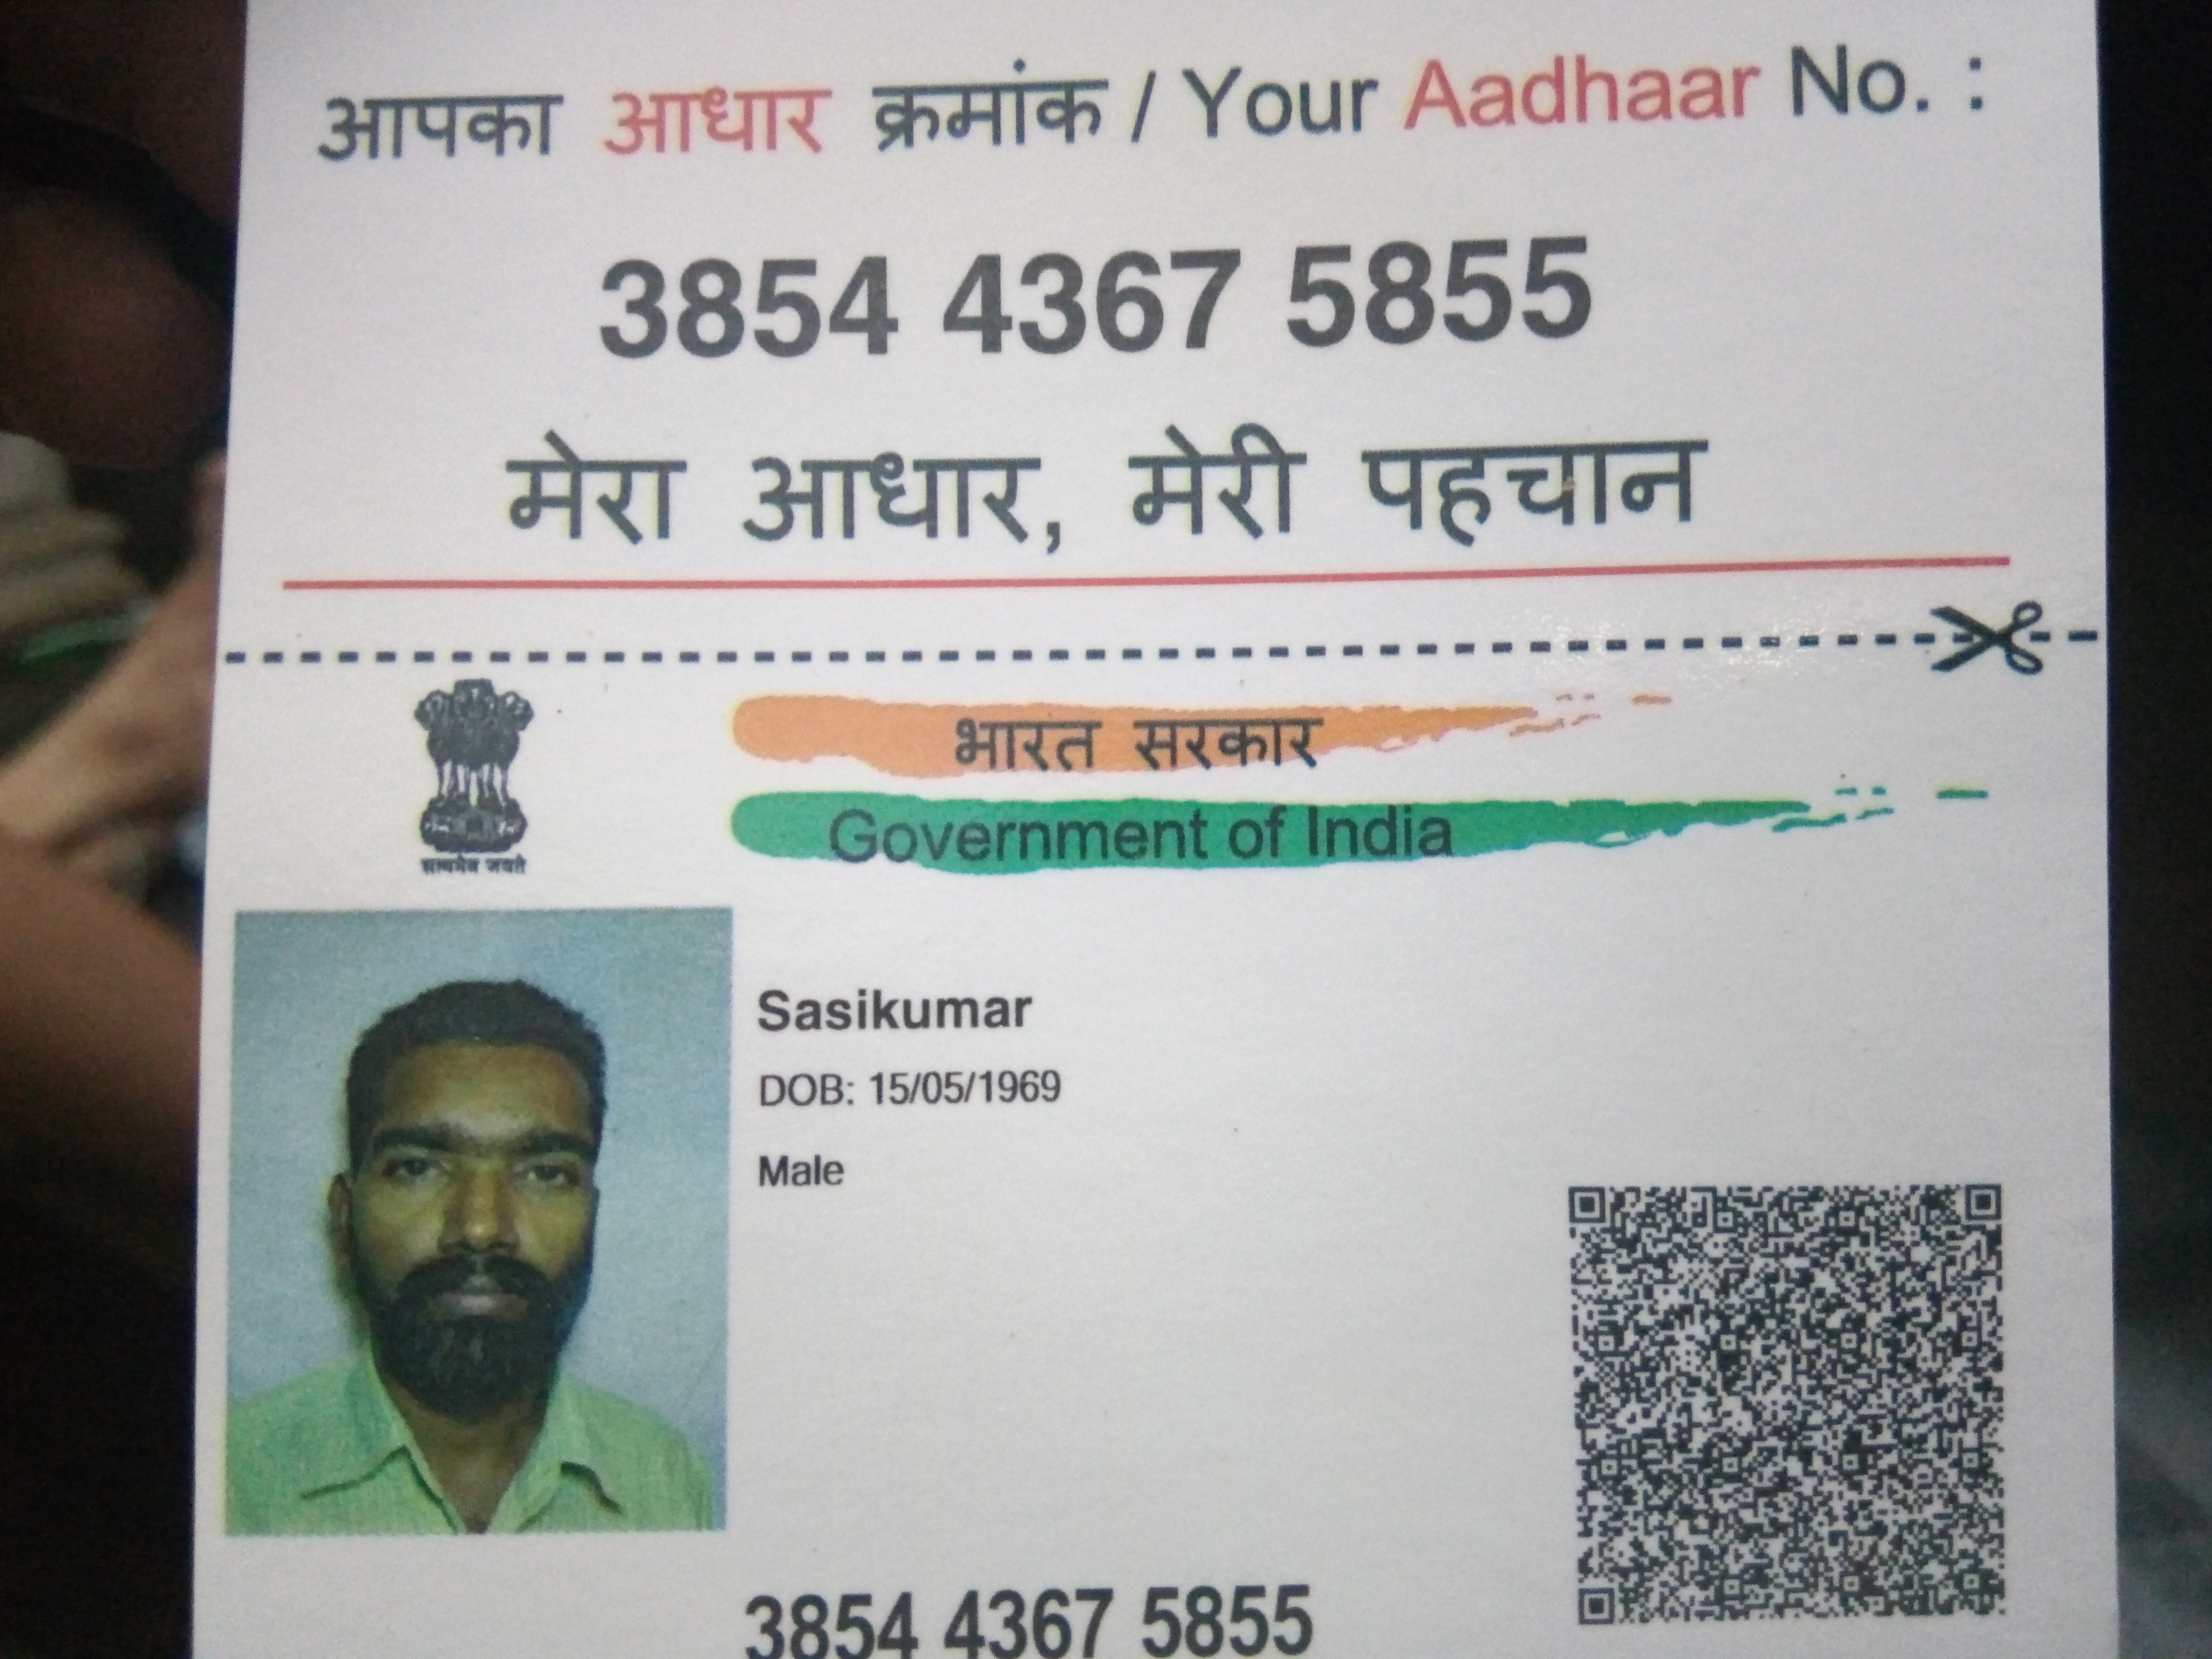 आपका आधार क्रमांक / Your Aadhaar No. :
3854 4367 5855
मेरा आधार, मेरी पहचान
भारत सरकार
Government of India
सत्यमेव जयते
Sasikumar
DOB: 15/05/1969
Male
3854 4367 5855